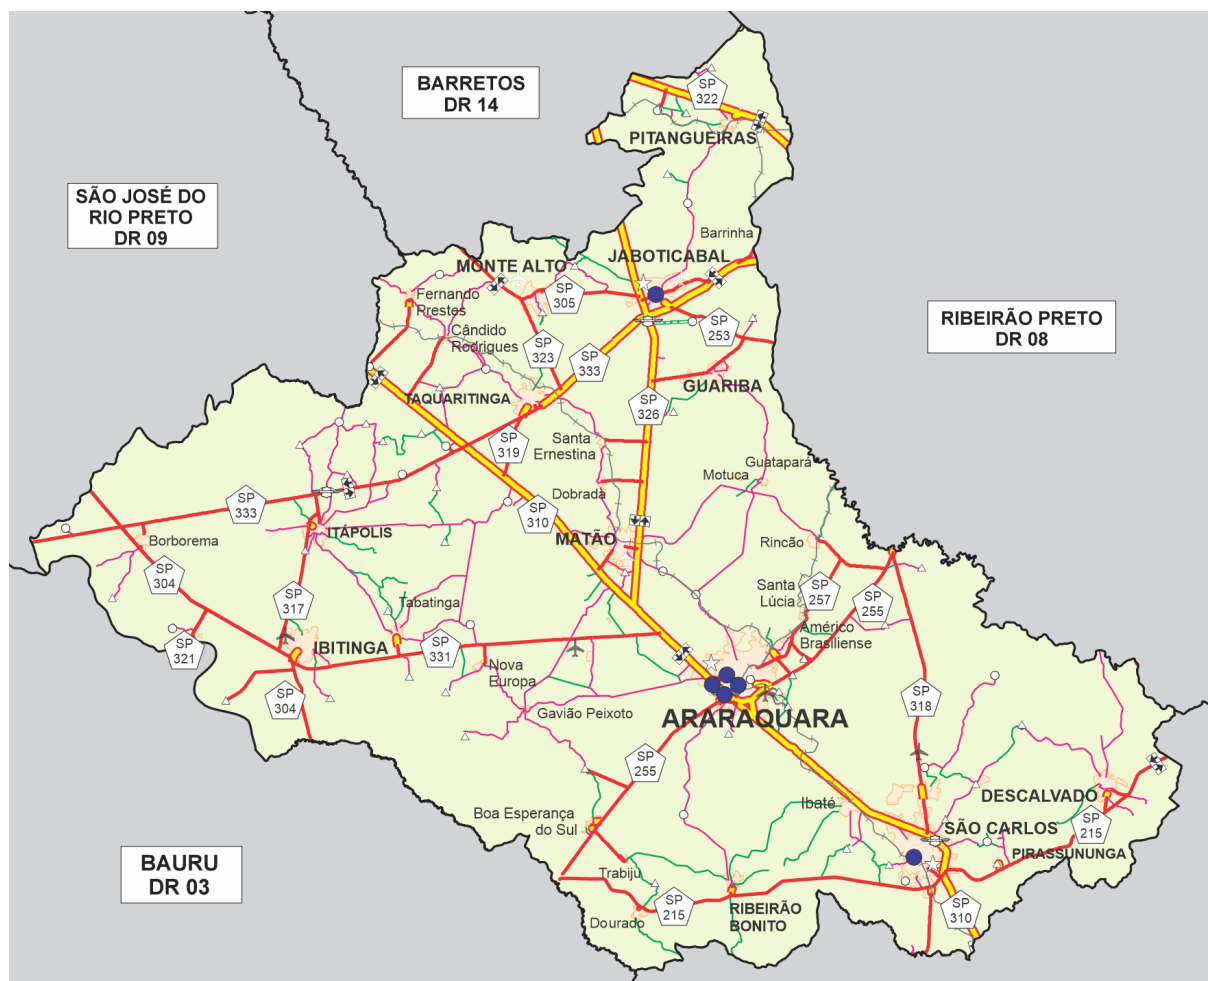 BARRETOS
DR 14
SP
322
PITANGUEIRAS
SÃO JOSÉ DO
RIO PRETO
DR 09
Barrinha
JABOTICABAL
MONTE ALTO
SP
305
Fernando
Prestes
RIBEIRÃO PRETO
DR 08
SP
253
Cândido
Rodrigues
SP
323
SP
333
GUARIBA
TAQUARITINGA
SP
326
Santa
Ernestina
SP
319
Guatapará
Motuca
Dobrada
SP
333
SP
310
ITÁPOLIS
MATÃO
Borborema
Rincão
SP
304
Santa
Lúcia
SP
257
SP
255
SP
317
Tabatinga
Américo
Brasiliense
SP
321
IBITINGA
SP
331
Nova
Europa
SP
304
SP
318
Gavião Peixoto
ARARAQUARA
SP
255
DESCALVADO
Ibaté
Boa Esperança
do Sul
SÃO CARLOS
SP
215
PIRASSUNUNGA
BAURU
DR 03
Trabiju
SP
215
RIBEIRÃO
BONITO
SP
310
Dourado